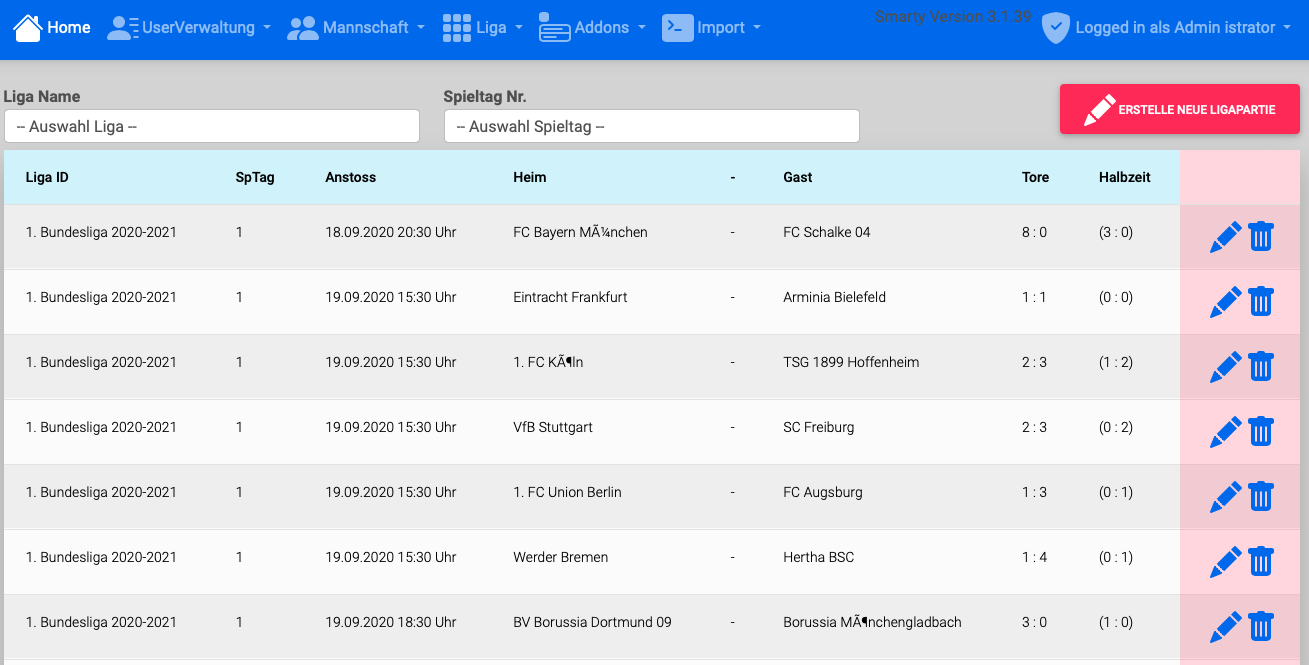 Home UserVerwaltung Mannschaft Liga Addons Import Smarty Version 3.1.39 Logged in als Admin istrator
Liga Name Spieltag Nr.
-- Auswahl Liga -- -- Auswahl Spieltag -- ERSTELLE NEUE LIGAPARTIE
Liga ID SpTag Anstoss Heim - Gast Tore Halbzeit
1. Bundesliga 2020-2021 1 18.09.2020 20:30 Uhr FC Bayern MÃ¼nchen - FC Schalke 04 8 : 0 (3 : 0)
1. Bundesliga 2020-2021 1 19.09.2020 15:30 Uhr Eintracht Frankfurt - Arminia Bielefeld 1 : 1 (0 : 0)
1. Bundesliga 2020-2021 1 19.09.2020 15:30 Uhr 1. FC KÃ¶ln - TSG 1899 Hoffenheim 2 : 3 (1 : 2)
1. Bundesliga 2020-2021 1 19.09.2020 15:30 Uhr VfB Stuttgart - SC Freiburg 2 : 3 (0 : 2)
1. Bundesliga 2020-2021 1 19.09.2020 15:30 Uhr 1. FC Union Berlin - FC Augsburg 1 : 3 (0 : 1)
1. Bundesliga 2020-2021 1 19.09.2020 15:30 Uhr Werder Bremen - Hertha BSC 1 : 4 (0 : 1)
1. Bundesliga 2020-2021 1 19.09.2020 18:30 Uhr BV Borussia Dortmund 09 - Borussia MÃ¶nchengladbach 3 : 0 (1 : 0)